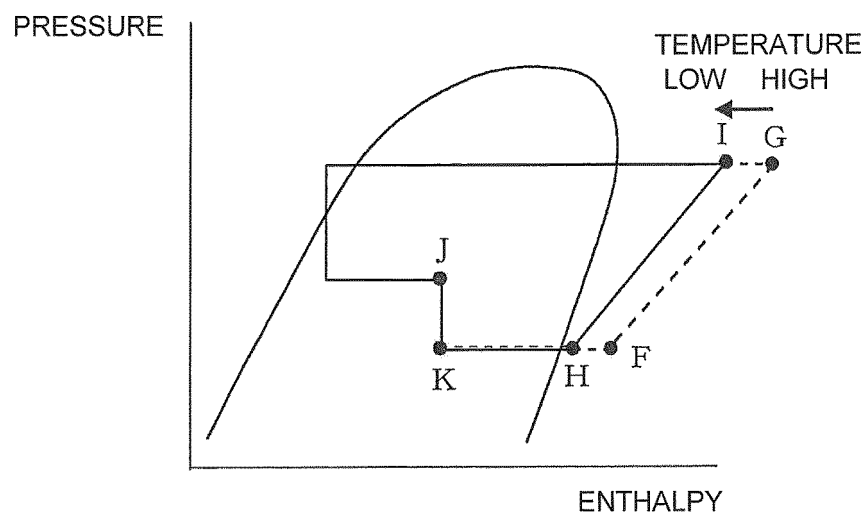 PRESSURE
TEMPERATURE
LOW HIGH
I G
J
K H F
ENTHALPY